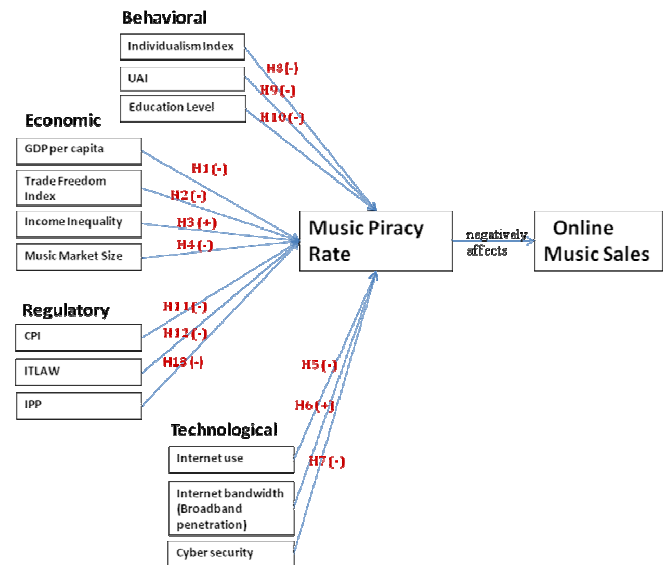 Behavioral
Individualism Index
UAI
Education Level
H8(-)
H9(-)
H10(-)
Economic
GDP per capita
Trade Freedom
Index
Income Inequality
Music Market Size
H1(-)
H2(-)
H3(+)
H4(-)
Music Piracy
Rate
negatively
affects
Online
Music Sales
Regulatory
CPI
ITLAW
IPP
H11(-)
H12(-)
H13(-)
Technological
Internet use
Internet bandwidth
(Broadband
penetration)
Cyber security
H5(-)
H6(+)
H7(-)